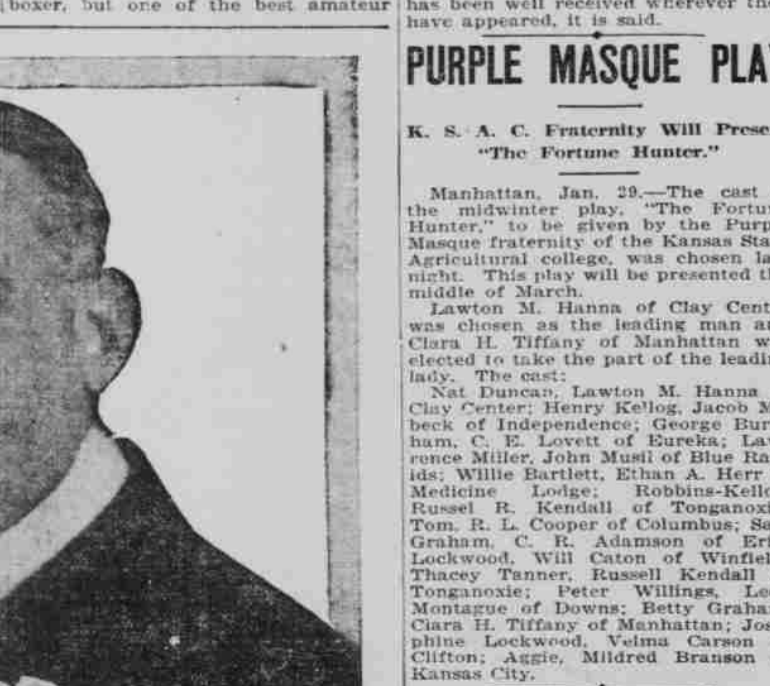 boxer, but one of the best amateur
has been well received wherever the
have appeared, it is said.
PURPLE MASQUE PLA
K. S. A. C. Fraternity Will Prese
"The Fortune Hunter."
Manhattan, Jan. 29.—The cast
the midwinter play, "The Fortu
Hunter," to be given by the Purp
Masque fraternity of the Kansas Sta
Agricultural college, was chosen la
night. This play will be presented th
middle of March.
Lawton M. Hanna of Clay Cent
was chosen as the leading man an
Clara H. Tiffany of Manhattan w
elected to take the part of the leadin
lady. The cast:
Nat Duncan, Lawton M. Hanna
Clay Center; Henry Kellog, Jacob M
beck of Independence; George Bur
ham, C. E. Lovett of Eureka; Law
rence Miller, John Musil of Blue Ra
ids; Willie Bartlett, Ethan A. Herr
Medicine Lodge; Robbins-Kello
Russel R. Kendall of Tonganoxi
Tom, R. L. Cooper of Columbus; Sa
Graham, C. R. Adamson of Eri
Lockwood, Will Caton of Winfiel
Thacey Tanner, Russell Kendall
Tonganoxie; Peter Willings, Le
Montague of Downs; Betty Graha
Clara H. Tiffany of Manhattan; Jos
phine Lockwood, Velma Carson
Clifton; Aggie, Mildred Branson
Kansas City.